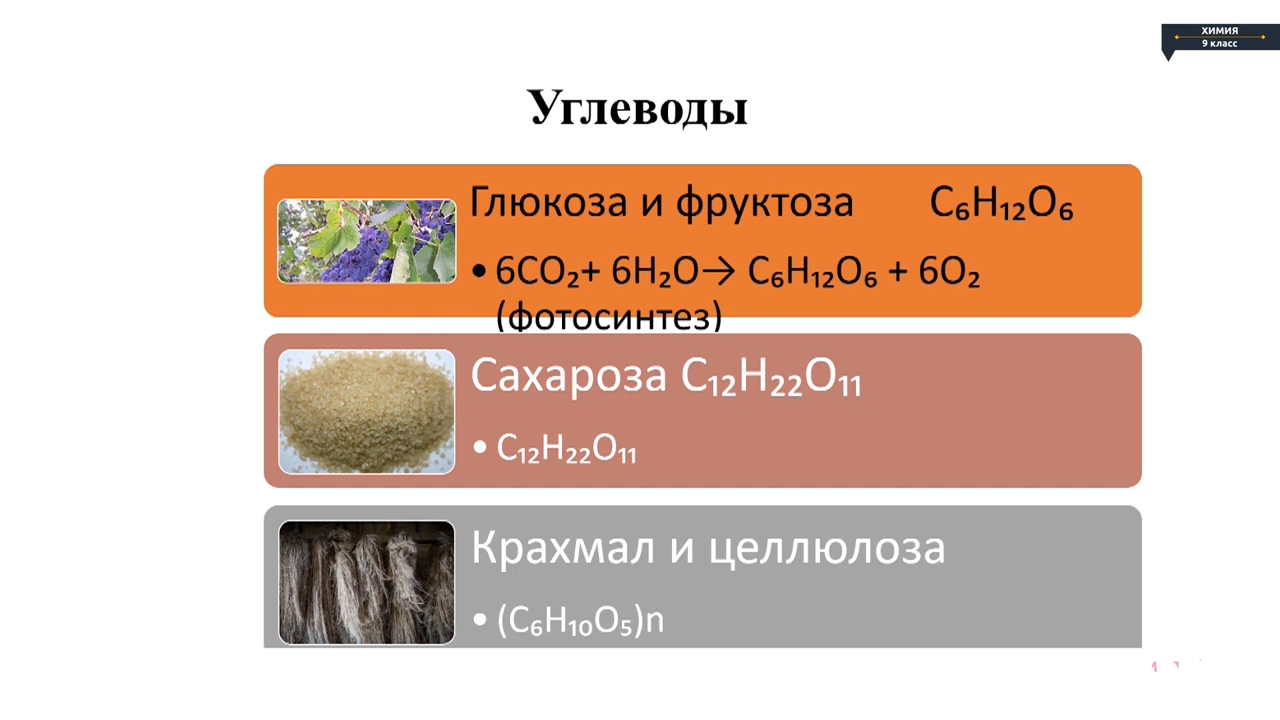 ХИМИЯ
9 класс
Углеводы
Глюкоза и фруктоза C₆H₁₂O₆
• 6CO₂+ 6H₂O→ C₆H₁₂O₆ + 6O₂
(фотосинтез)
Сахароза C₁₂H₂₂O₁₁
• C₁₂H₂₂O₁₁
Крахмал и целлюлоза
• (C₆H₁₀O₅)n